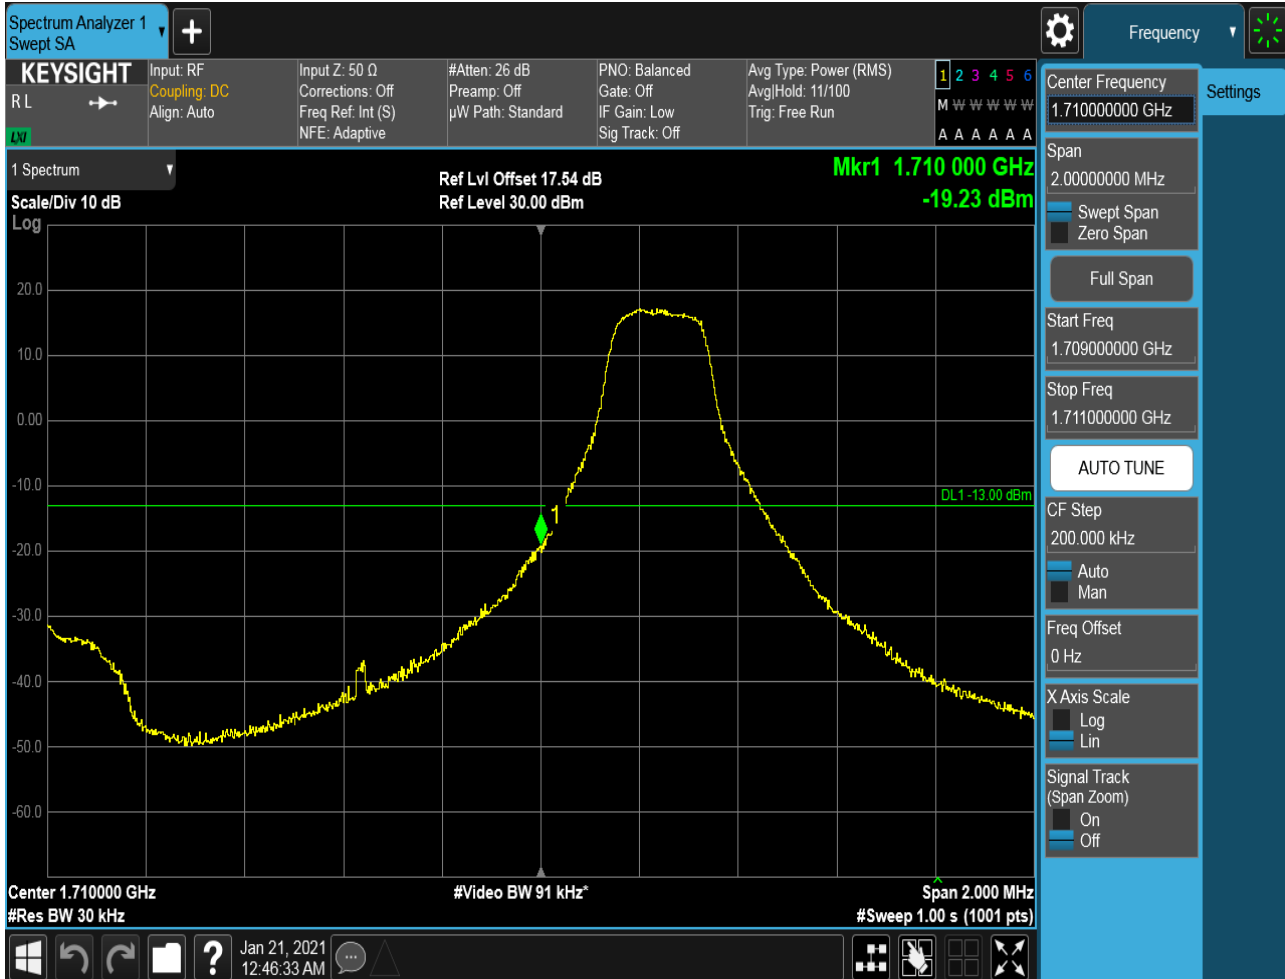 Spectrum Analyzer 1
Swept SA
+
Frequency
KEYSIGHT
R L
LXI
Input: RF
Coupling: DC
Align: Auto
Input Z: 50 Ω
Corrections: Off
Freq Ref: Int (S)
NFE: Adaptive
#Atten: 26 dB
Preamp: Off
µW Path: Standard
PNO: Balanced
Gate: Off
IF Gain: Low
Sig Track: Off
Avg Type: Power (RMS)
Avg|Hold: 11/100
Trig: Free Run
1 2 3 4 5 6
M W W W W W
A A A A A A
1 Spectrum
Scale/Div 10 dB
Log
Ref Lvl Offset 17.54 dB
Ref Level 30.00 dBm
Mkr1 1.710 000 GHz
-19.23 dBm
20.0
10.0
0.00
-10.0
-20.0
-30.0
-40.0
-50.0
-60.0
DL1 -13.00 dBm
1
Center 1.710000 GHz
#Res BW 30 kHz
#Video BW 91 kHz*
Span 2.000 MHz
#Sweep 1.00 s (1001 pts)
Center Frequency
1.710000000 GHz
Settings
Span
2.00000000 MHz
Swept Span
Zero Span
Full Span
Start Freq
1.709000000 GHz
Stop Freq
1.711000000 GHz
AUTO TUNE
CF Step
200.000 kHz
Auto
Man
Freq Offset
0 Hz
X Axis Scale
Log
Lin
Signal Track
(Span Zoom)
On
Off
?
Jan 21, 2021
12:46:33 AM